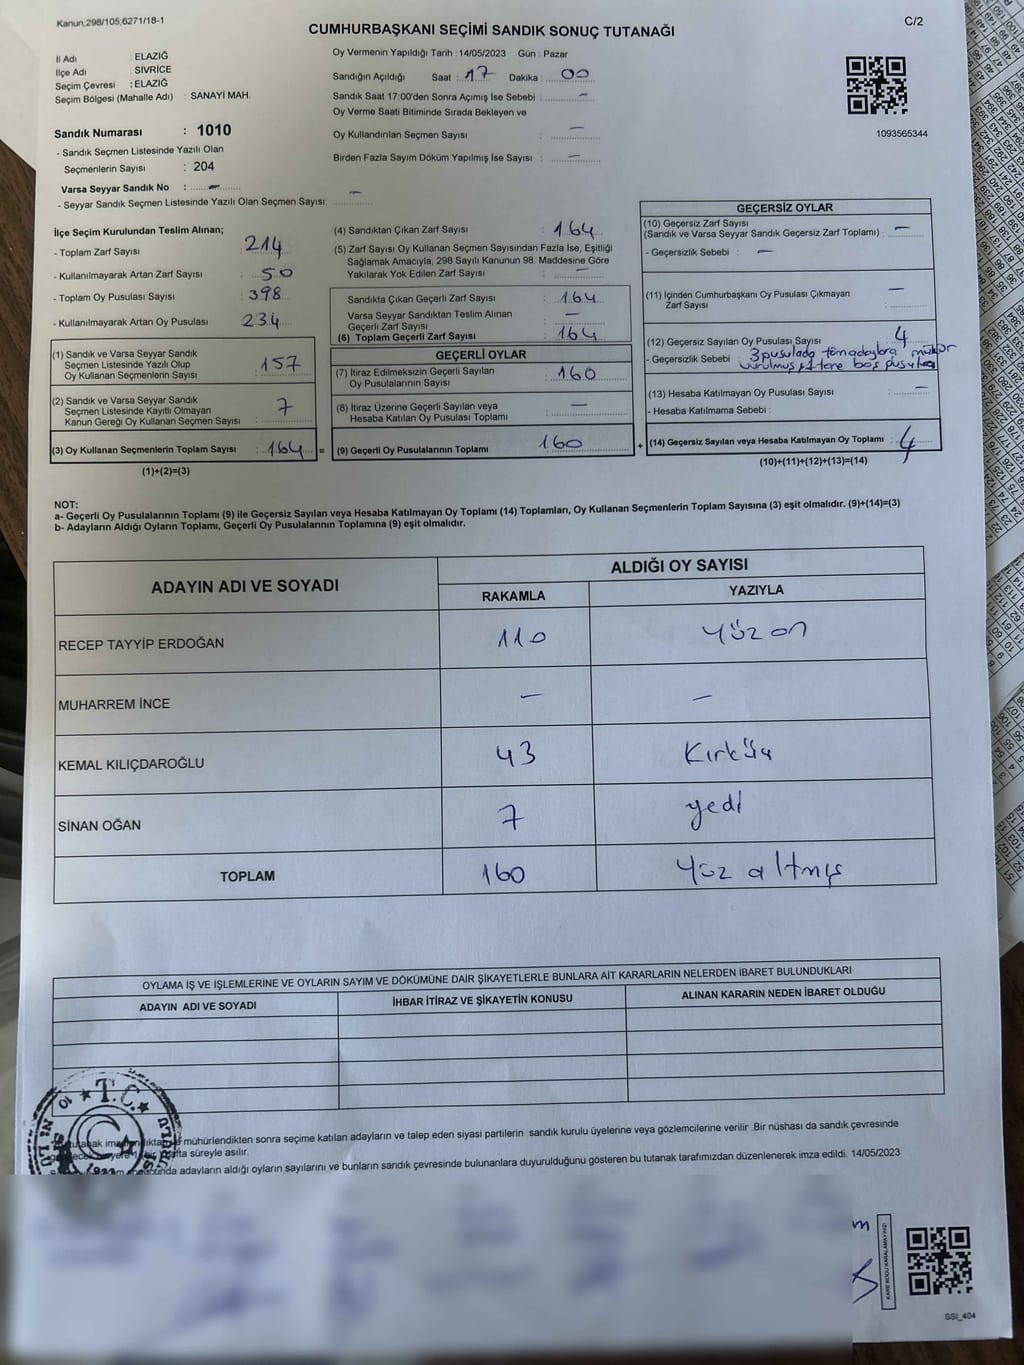 Kanun,298/105,6271/18-1
C/2
CUMHURBAŞKANI SEÇİMİ SANDIK SONUÇ TUTANAĞI
İl Adı : ELAZIĞ
İlçe Adı : SİVRİCE
Seçim Çevresi : ELAZIĞ
Seçim Bölgesi (Mahalle Adı) : SANAYİ MAH.
Sandık Numarası : 1010
- Sandık Seçmen Listesinde Yazılı Olan
Seçmenlerin Sayısı : 204
Varsa Seyyar Sandık No : -
- Seyyar Sandık Seçmen Listesinde Yazılı Olan Seçmen Sayısı: -
Oy Vermenin Yapıldığı Tarih : 14/05/2023 Gün : Pazar
Sandığın Açıldığı Saat : 17 Dakika : 00
Sandık Saat 17:00'den Sonra Açımış İse Sebebi : -
Oy Verme Saati Bitiminde Sırada Bekleyen ve
Oy Kullandırılan Seçmen Sayısı : -
Birden Fazla Sayım Döküm Yapılmış İse Sayısı : -
1093565344
İlçe Seçim Kurulundan Teslim Alınan;
- Toplam Zarf Sayısı : 214
- Kullanılmayarak Artan Zarf Sayısı : 50
- Toplam Oy Pusulası Sayısı : 398
- Kullanılmayarak Artan Oy Pusulası : 234
(1) Sandık ve Varsa Seyyar Sandık
Seçmen Listesinde Yazılı Olup
Oy Kullanan Seçmenlerin Sayısı : 157
(2) Sandık ve Varsa Seyyar Sandık
Seçmen Listesinde Kayıtlı Olmayan
Kanun Gereği Oy Kullanan Seçmen Sayısı : 7
(3) Oy Kullanan Seçmenlerin Toplam Sayısı : 164 =
(1)+(2)=(3)
(4) Sandıktan Çıkan Zarf Sayısı : 164
(5) Zarf Sayısı Oy Kullanan Seçmen Sayısından Fazla İse, Eşitliği
Sağlamak Amacıyla, 298 Sayılı Kanunun 98. Maddesine Göre
Yakılarak Yok Edilen Zarf Sayısı : -
Sandıkta Çıkan Geçerli Zarf Sayısı : 164
Varsa Seyyar Sandıktan Teslim Alınan
Geçerli Zarf Sayısı : -
(6) Toplam Geçerli Zarf Sayısı : 164
GEÇERLİ OYLAR
(7) İtiraz Edilmeksizin Geçerli Sayılan
Oy Pusulalarının Sayısı : 160
(8) İtiraz Üzerine Geçerli Sayılan veya
Hesaba Katılan Oy Pusulası Toplamı : -
(9) Geçerli Oy Pusulalarının Toplamı : 160 +
GEÇERSİZ OYLAR
(10) Geçersiz Zarf Sayısı
(Sandık ve Varsa Seyyar Sandık Geçersiz Zarf Toplamı) : -
- Geçersizlik Sebebi : -
(11) İçinden Cumhurbaşkanı Oy Pusulası Çıkmayan
Zarf Sayısı : -
(12) Geçersiz Sayılan Oy Pusulası Sayısı : 4
- Geçersizlik Sebebi : 3 pusulada tüm adaylara mühür
vurulmuş 1 tane boş pusula
(13) Hesaba Katılmayan Oy Pusulası Sayısı : -
- Hesaba Katılmama Sebebi :
(14) Geçersiz Sayılan veya Hesaba Katılmayan Oy Toplamı : 4
(10)+(11)+(12)+(13)=(14)
NOT:
a- Geçerli Oy Pusulalarının Toplamı (9) ile Geçersiz Sayılan veya Hesaba Katılmayan Oy Toplamı (14) Toplamları, Oy Kullanan Seçmenlerin Toplam Sayısına (3) eşit olmalıdır. (9)+(14)=(3)
b- Adayların Aldığı Oyların Toplamı, Geçerli Oy Pusulalarının Toplamına (9) eşit olmalıdır.
ADAYIN ADI VE SOYADI
ALDIĞI OY SAYISI
RAKAMLA YAZIYLA
RECEP TAYYİP ERDOĞAN 110 Yüz on
MUHARREM İNCE - -
KEMAL KILIÇDAROĞLU 43 Kırküç
SİNAN OĞAN 7 yedi
TOPLAM 160 Yüz altmış
OYLAMA İŞ VE İŞLEMLERİNE VE OYLARIN SAYIM VE DÖKÜMÜNE DAİR ŞİKAYETLERLE BUNLARA AİT KARARLARIN NELERDEN İBARET BULUNDUKLARI
ADAYIN ADI VE SOYADI İHBAR İTİRAZ VE ŞİKAYETİN KONUSU ALINAN KARARIN NEDEN İBARET OLDUĞU
T.C.
mühürlendikten sonra seçime katılan adayların ve talep eden siyasi partilerin sandık kurulu üyelerine veya gözlemcilerine verilir .Bir nüshası da sandık çevresinde
süreyle asılır.
adayların aldığı oyların sayılarını ve bunların sandık çevresinde bulunanlara duyurulduğunu gösteren bu tutanak tarafımızdan düzenlenerek imza edildi. 14/05/2023
KARE KODU KARALAMAYINIZ!
SSI_404